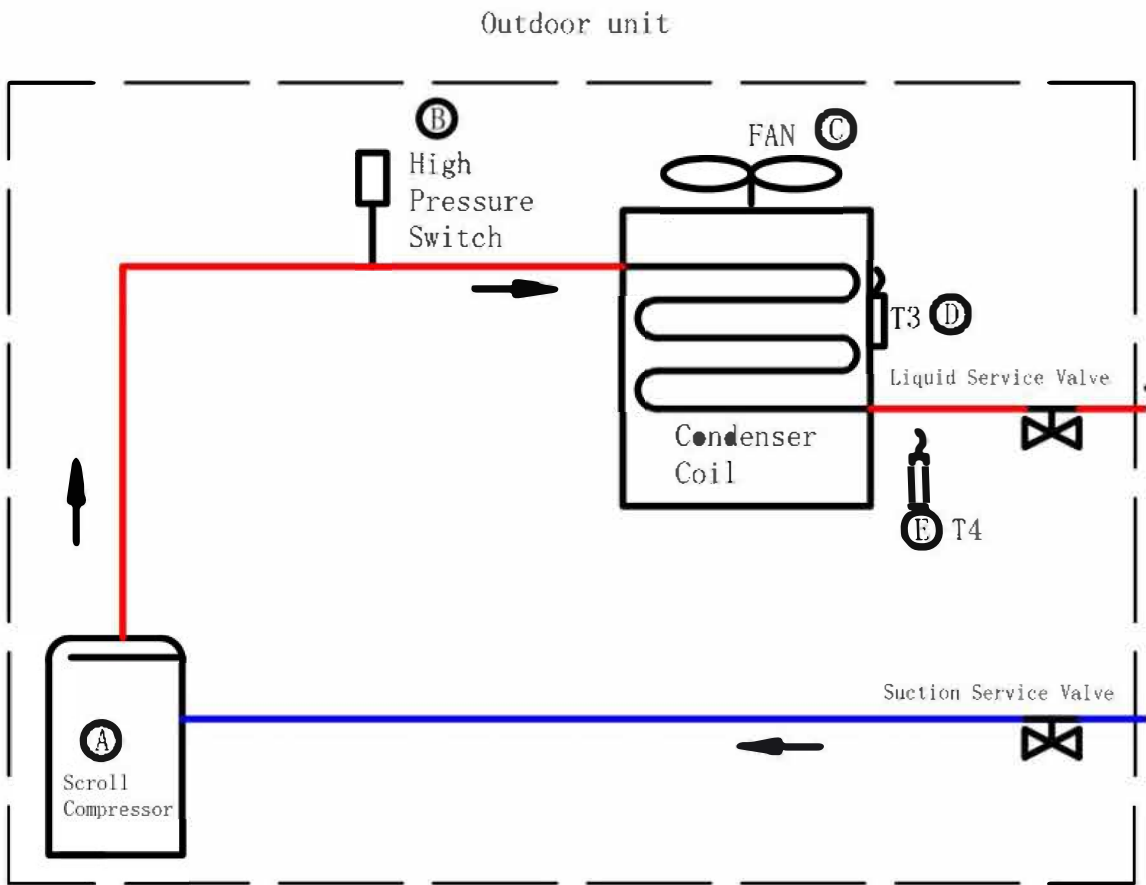 Outdoor unit
B
High
Pressure
Switch
FAN C
T3 D
Liquid Service Valve
Condenser
Coil
E T4
Suction Service Valve
A
Scroll
Compressor